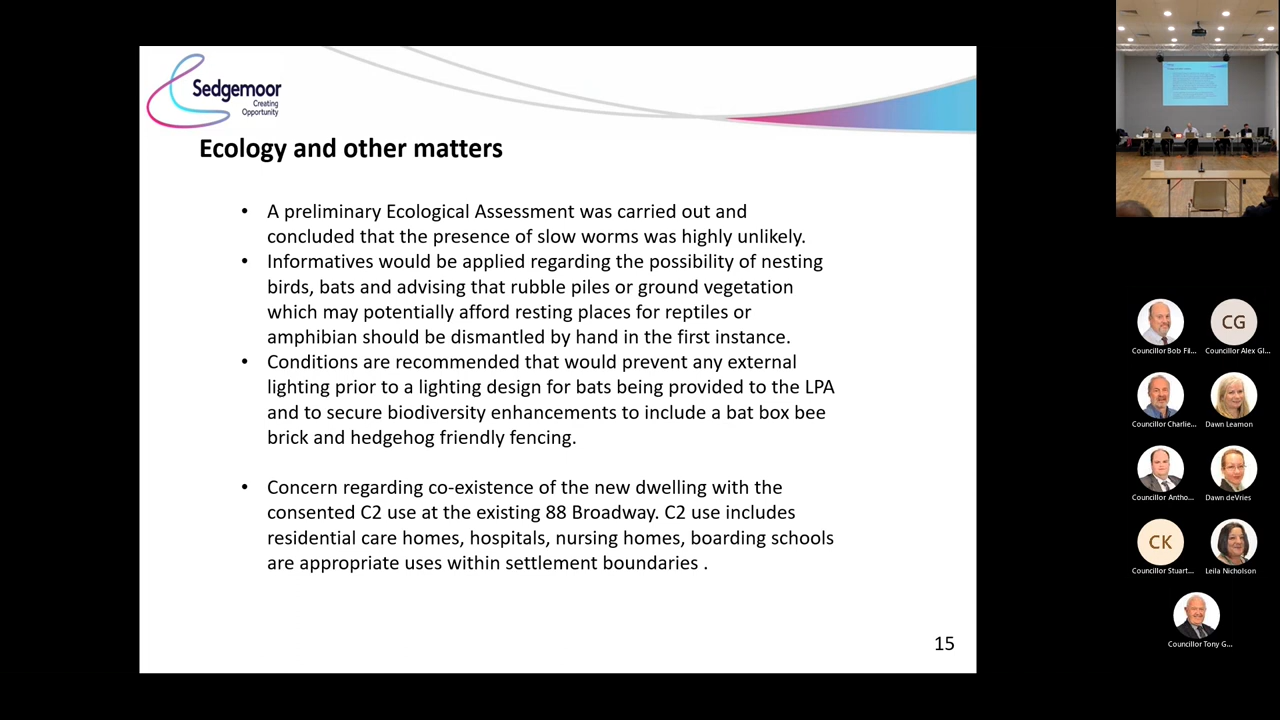 Sedgemoor
Creating
Opportunity
Ecology and other matters
• A preliminary Ecological Assessment was carried out and
concluded that the presence of slow worms was highly unlikely.
• Informatives would be applied regarding the possibility of nesting
birds, bats and advising that rubble piles or ground vegetation
which may potentially afford resting places for reptiles or
amphibian should be dismantled by hand in the first instance.
• Conditions are recommended that would prevent any external
lighting prior to a lighting design for bats being provided to the LPA
and to secure biodiversity enhancements to include a bat box bee
brick and hedgehog friendly fencing.
• Concern regarding co-existence of the new dwelling with the
consented C2 use at the existing 88 Broadway. C2 use includes
residential care homes, hospitals, nursing homes, boarding schools
are appropriate uses within settlement boundaries .
15
CG
Councillor Bob Fil...
Councillor Alex Gl...
Councillor Charlie...
Dawn Leamon
Councillor Antho...
Dawn deVries
CK
Councillor Stuart...
Leila Nicholson
Councillor Tony G...